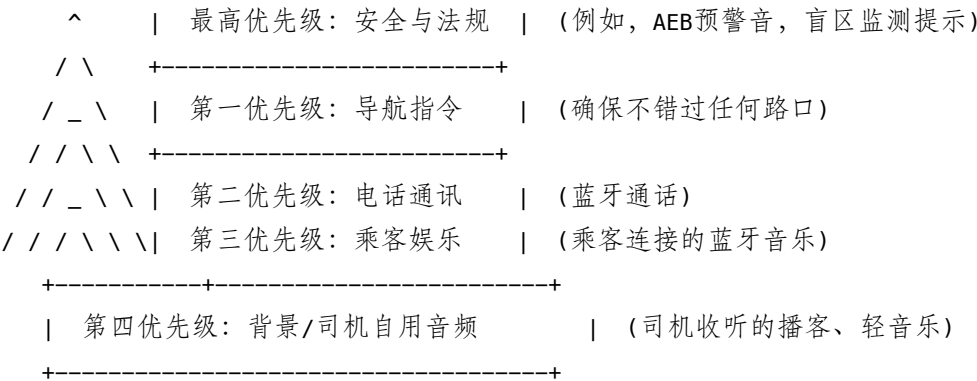 ^ | 最高优先级：安全与法规 | (例如，AEB预警音，盲区监测提示)
/ \ +-------------------------+
/ _ \ | 第一优先级：导航指令 | (确保不错过任何路口)
/ / \ \ +-------------------------+
/ / _ \ \ | 第二优先级：电话通讯 | (蓝牙通话)
/ / / \ \ \| 第三优先级：乘客娱乐 | (乘客连接的蓝牙音乐)
+-----------+-------------------------+
| 第四优先级：背景/司机自用音频 | (司机收听的播客、轻音乐)
+-------------------------------------+